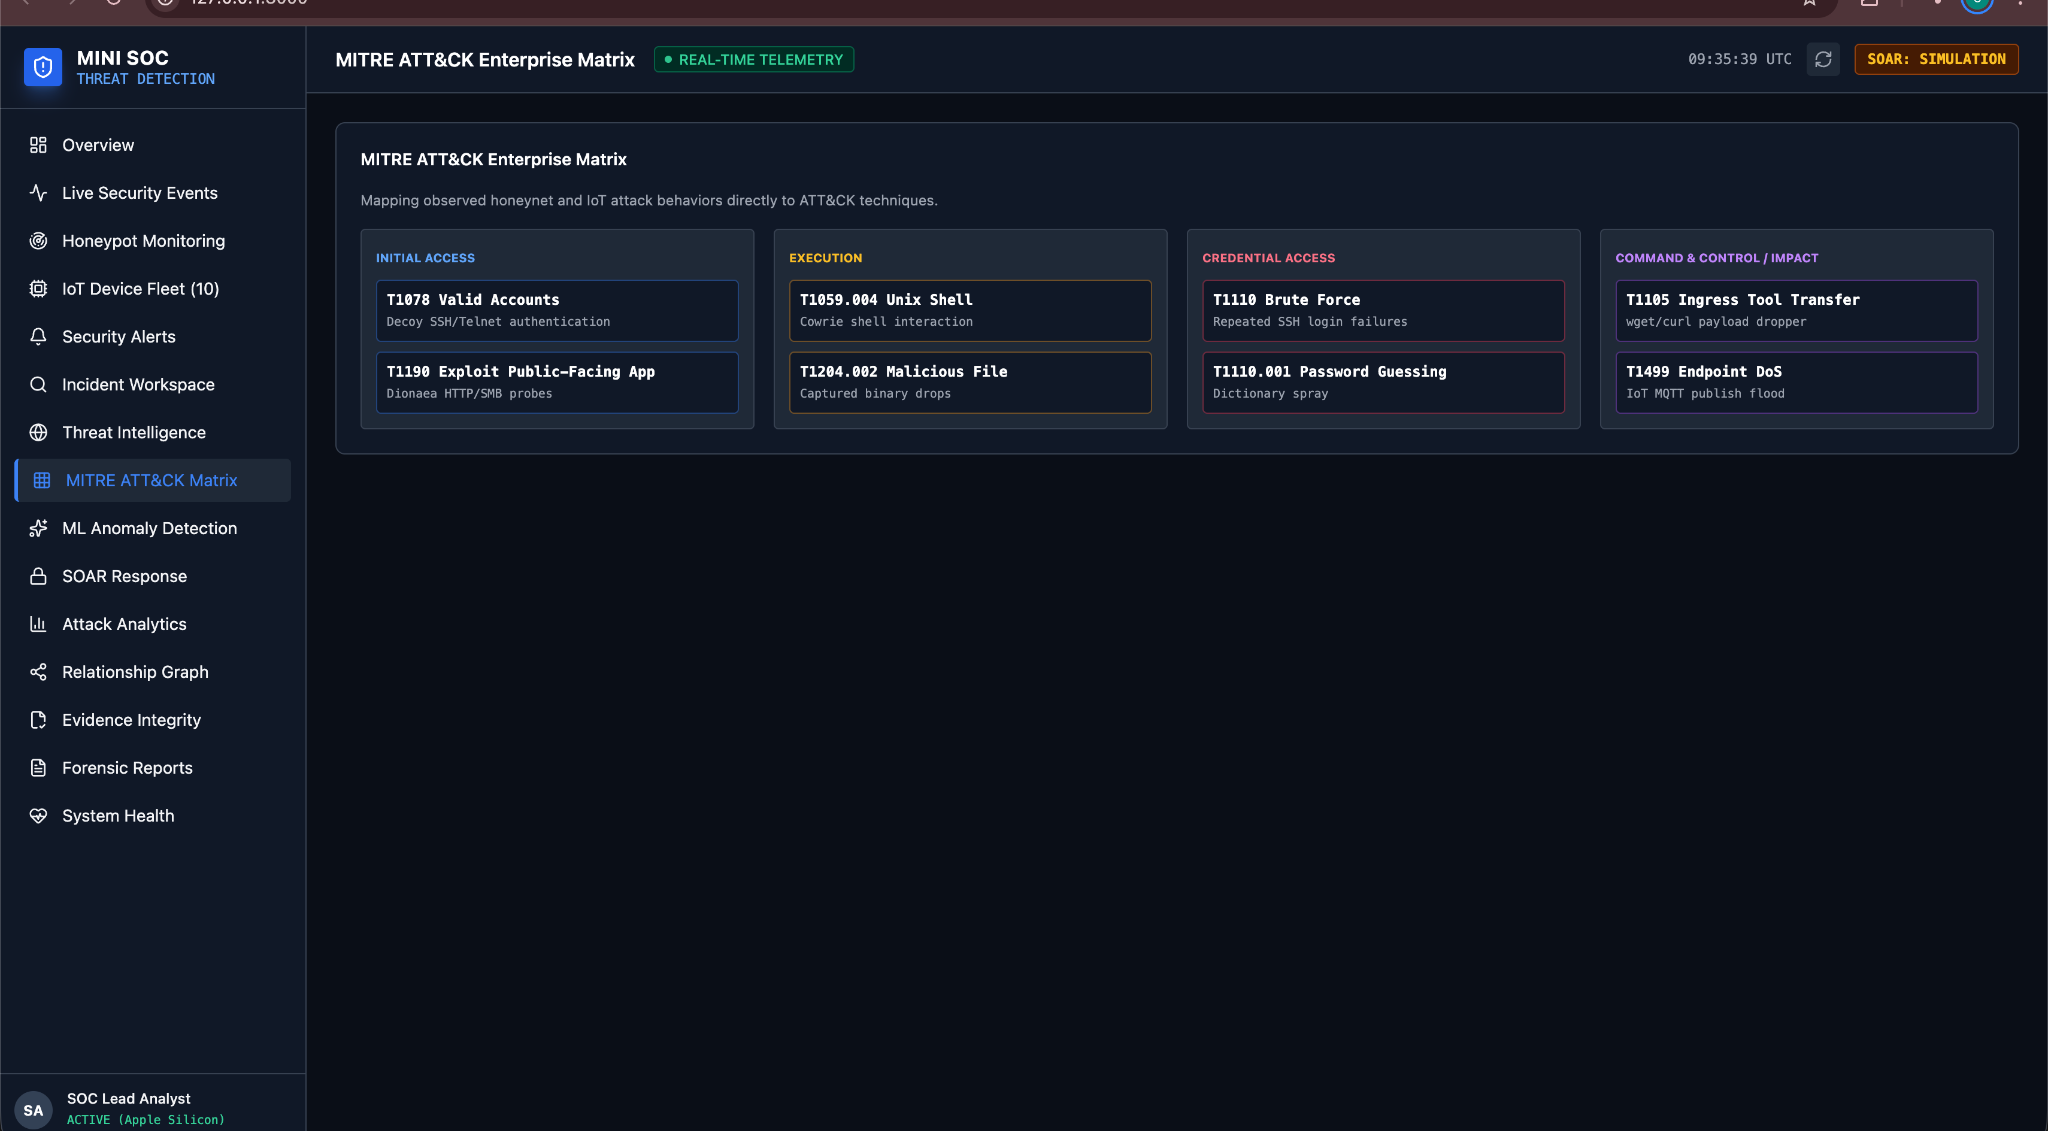 MINI SOC
THREAT DETECTION
MITRE ATT&CK Enterprise Matrix
REAL-TIME TELEMETRY
09:35:39 UTC
SOAR: SIMULATION
Overview
Live Security Events
Honeypot Monitoring
IoT Device Fleet (10)
Security Alerts
Incident Workspace
Threat Intelligence
MITRE ATT&CK Matrix
ML Anomaly Detection
SOAR Response
Attack Analytics
Relationship Graph
Evidence Integrity
Forensic Reports
System Health
SA
SOC Lead Analyst
ACTIVE (Apple Silicon)
MITRE ATT&CK Enterprise Matrix
Mapping observed honeynet and IoT attack behaviors directly to ATT&CK techniques.
INITIAL ACCESS
T1078 Valid Accounts
Decoy SSH/Telnet authentication
T1190 Exploit Public-Facing App
Dionaea HTTP/SMB probes
EXECUTION
T1059.004 Unix Shell
Cowrie shell interaction
T1204.002 Malicious File
Captured binary drops
CREDENTIAL ACCESS
T1110 Brute Force
Repeated SSH login failures
T1110.001 Password Guessing
Dictionary spray
COMMAND & CONTROL / IMPACT
T1105 Ingress Tool Transfer
wget/curl payload dropper
T1499 Endpoint DoS
IoT MQTT publish flood